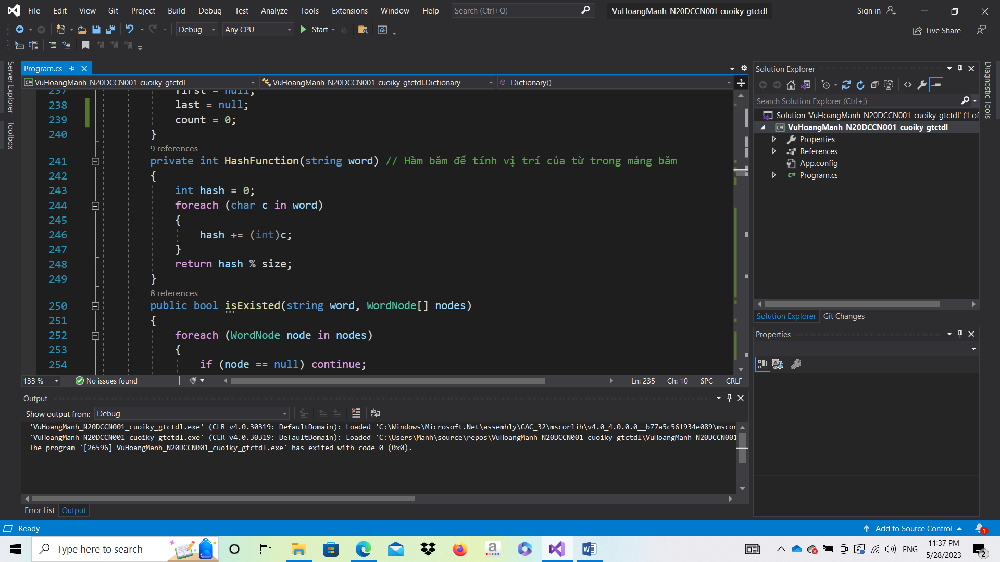 File Edit View Git Project Build Debug Test Analyze Tools Extensions Window Help Search (Ctrl+Q) VuHoangManh_N20DCCN001_cuoiky_gtctdl Sign in
Debug Any CPU Start Live Share
Server Explorer
Toolbox
Program.cs
VuHoangManh_N20DCCN001_cuoiky_gtctdl VuHoangManh_N20DCCN001_cuoiky_gtctdl.Dictionary Dictionary()
237 first = null;
238 last = null;
239 count = 0;
240 }
9 references
241 private int HashFunction(string word) // Hàm băm để tính vị trí của từ trong mảng băm
242 {
243 int hash = 0;
244 foreach (char c in word)
245 {
246 hash += (int)c;
247 }
248 return hash % size;
249 }
8 references
250 public bool isExisted(string word, WordNode[] nodes)
251 {
252 foreach (WordNode node in nodes)
253 {
254 if (node == null) continue;
133 % No issues found Ln: 235 Ch: 10 SPC CRLF
Output
Show output from: Debug
'VuHoangManh_N20DCCN001_cuoiky_gtctdl.exe' (CLR v4.0.30319: DefaultDomain): Loaded 'C:\Windows\Microsoft.Net\assembly\GAC_32\mscorlib\v4.0_4.0.0.0__b77a5c561934e089\mscor
'VuHoangManh_N20DCCN001_cuoiky_gtctdl.exe' (CLR v4.0.30319: DefaultDomain): Loaded 'C:\Users\Manh\source\repos\VuHoangManh_N20DCCN001_cuoiky_gtctdl\VuHoangManh_N20DCCN001
The program '[26596] VuHoangManh_N20DCCN001_cuoiky_gtctdl.exe' has exited with code 0 (0x0).
Error List Output
Solution Explorer
Search Solution Explorer (Ctrl+;)
Solution 'VuHoangManh_N20DCCN001_cuoiky_gtctdl' (1 of
VuHoangManh_N20DCCN001_cuoiky_gtctdl
Properties
References
App.config
Program.cs
Solution Explorer Git Changes
Properties
Diagnostic Tools
Ready Add to Source Control 1
Type here to search ENG 11:37 PM
5/28/2023 2